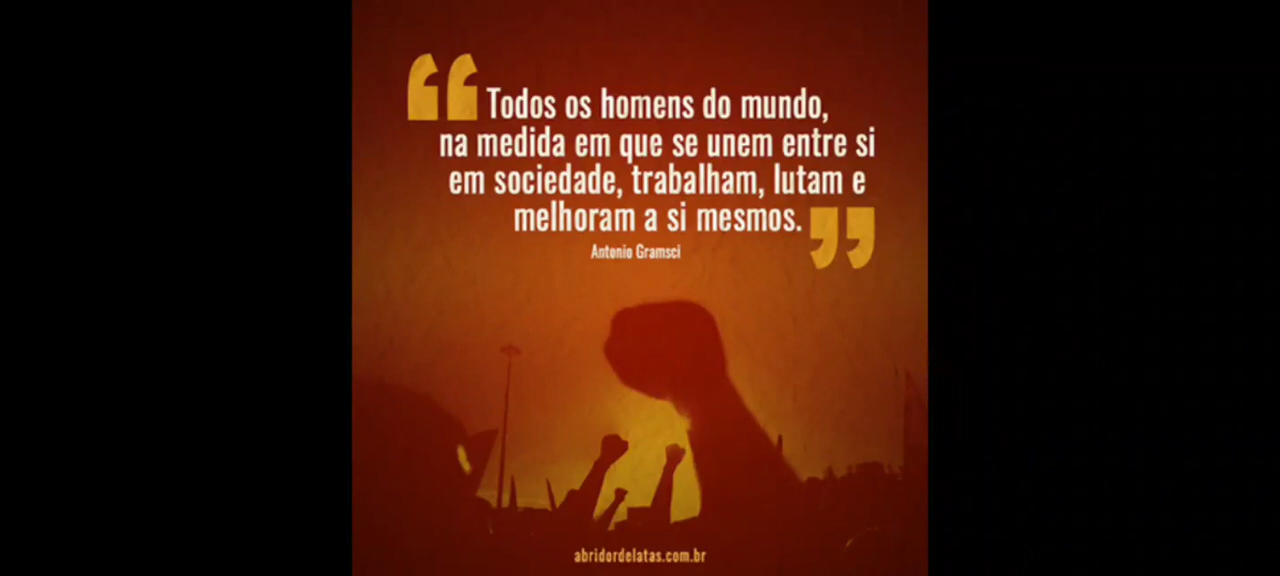 “Todos os homens do mundo,
na medida em que se unem entre si
em sociedade, trabalham, lutam e
melhoram a si mesmos.”
Antonio Gramsci
abridordelatas.com.br